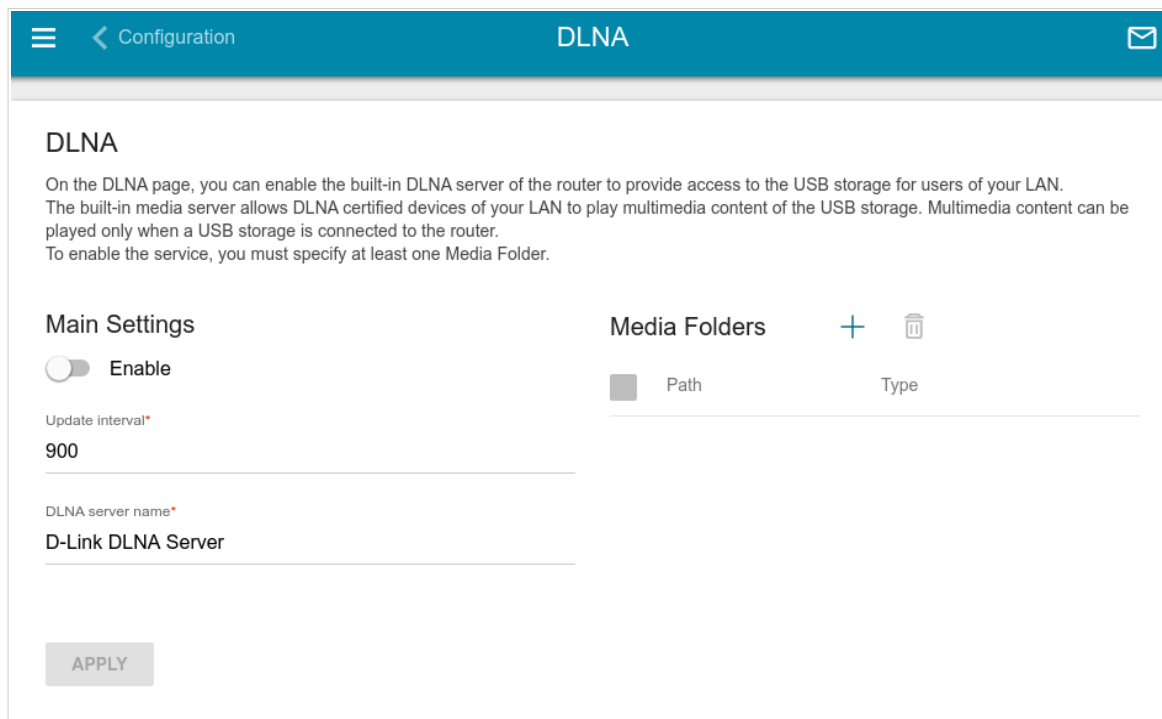 Configuration
DLNA
DLNA
On the DLNA page, you can enable the built-in DLNA server of the router to provide access to the USB storage for users of your LAN.
The built-in media server allows DLNA certified devices of your LAN to play multimedia content of the USB storage. Multimedia content can be
played only when a USB storage is connected to the router.
To enable the service, you must specify at least one Media Folder.
Main Settings
Enable
Update interval*
900
DLNA server name*
D-Link DLNA Server
APPLY
Media Folders
Path Type